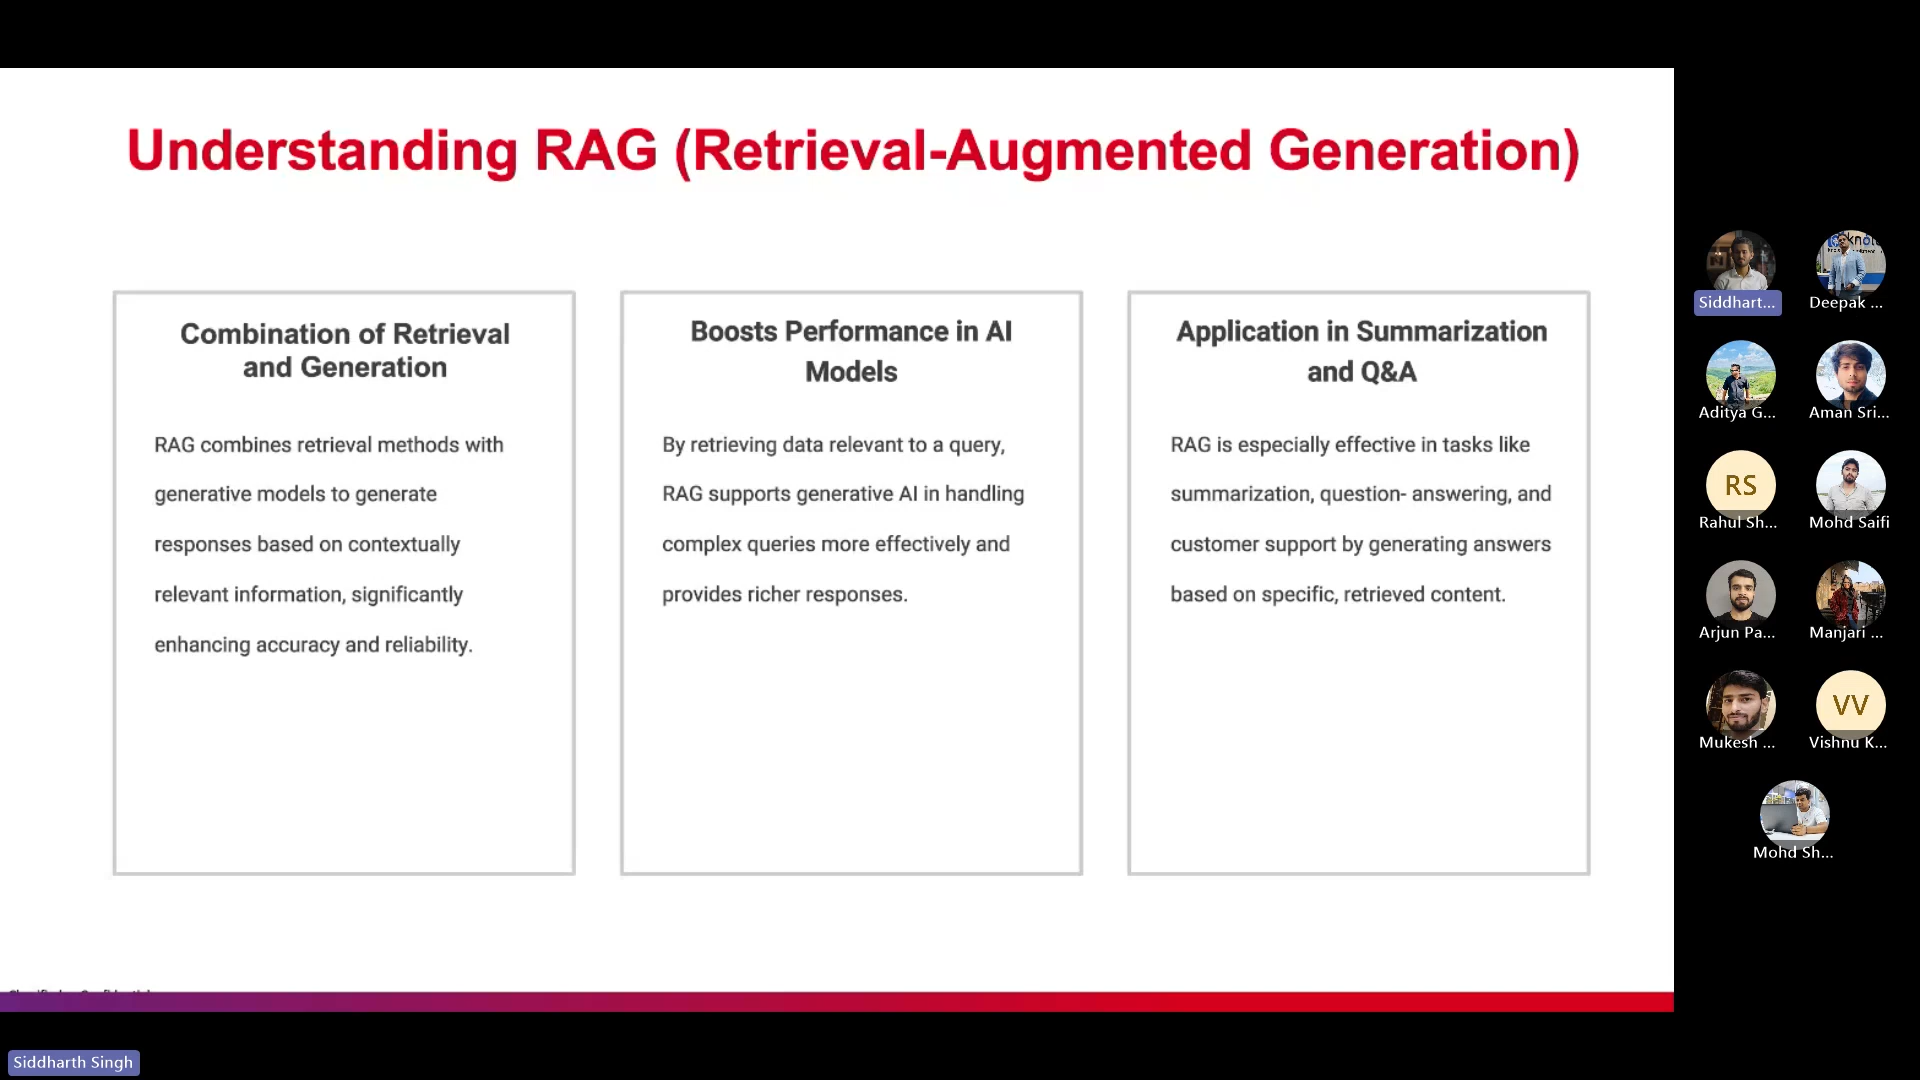 Understanding RAG (Retrieval-Augmented Generation)
Combination of Retrieval
and Generation
RAG combines retrieval methods with
generative models to generate
responses based on contextually
relevant information, significantly
enhancing accuracy and reliability.
Boosts Performance in AI
Models
By retrieving data relevant to a query,
RAG supports generative AI in handling
complex queries more effectively and
provides richer responses.
Application in Summarization
and Q&A
RAG is especially effective in tasks like
summarization, question- answering, and
customer support by generating answers
based on specific, retrieved content.
Siddhart...
Deepak ...
Aditya G...
Aman Sri...
RS
Rahul Sh...
Mohd Saifi
Arjun Pa...
Manjari ...
Mukesh ...
VV
Vishnu K...
Mohd Sh...
Siddharth Singh